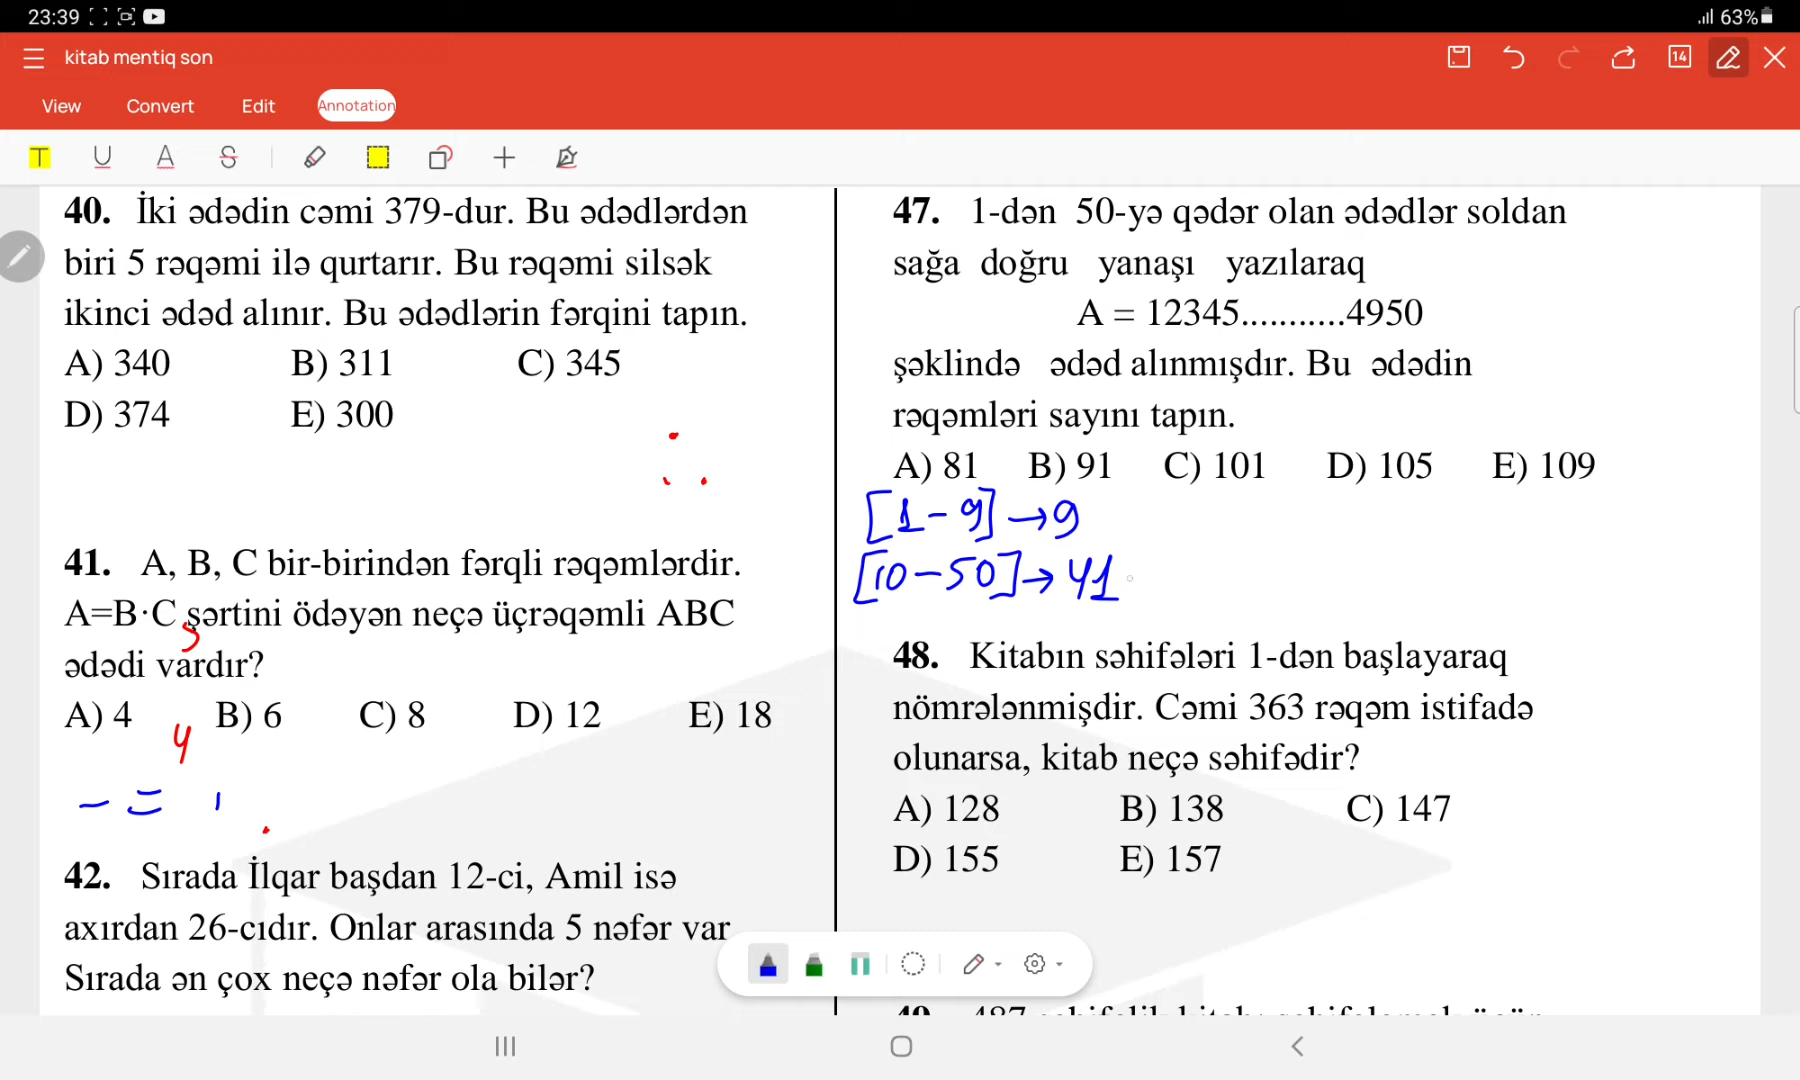 23:39
63%
kitab mentiq son
14
View Convert Edit Annotation
T U A S
40. İki ədədin cəmi 379-dur. Bu ədədlərdən
biri 5 rəqəmi ilə qurtarır. Bu rəqəmi silsək
ikinci ədəd alınır. Bu ədədlərin fərqini tapın.
A) 340 B) 311 C) 345
D) 374 E) 300
41. A, B, C bir-birindən fərqli rəqəmlərdir.
A=B·C şərtini ödəyən neçə üçrəqəmli ABC
ədədi vardır?
A) 4 B) 6 C) 8 D) 12 E) 18
4
- =
42. Sırada İlqar başdan 12-ci, Amil isə
axırdan 26-cıdır. Onlar arasında 5 nəfər var
Sırada ən çox neçə nəfər ola bilər?
47. 1-dən 50-yə qədər olan ədədlər soldan
sağa doğru yanaşı yazılaraq
A = 12345...........4950
şəklində ədəd alınmışdır. Bu ədədin
rəqəmləri sayını tapın.
A) 81 B) 91 C) 101 D) 105 E) 109
[1-9]→9
[10-50]→41
48. Kitabın səhifələri 1-dən başlayaraq
nömrələnmişdir. Cəmi 363 rəqəm istifadə
olunarsa, kitab neçə səhifədir?
A) 128 B) 138 C) 147
D) 155 E) 157